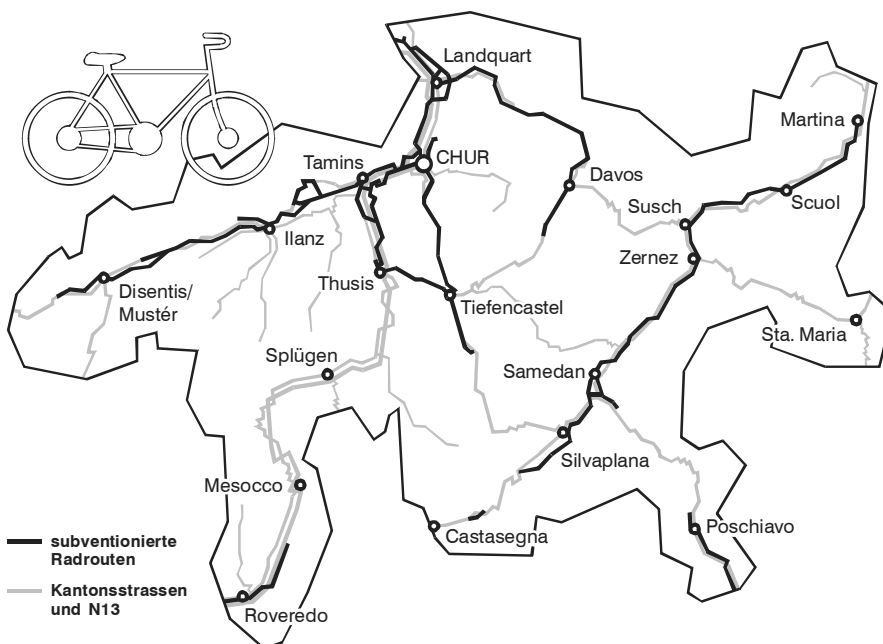 Landquart
Martina
CHUR
Tamins
Davos
Scuol
Susch
Ilanz
Zernez
Thusis
Disentis/
Mustér
Tiefencastel
Sta. Maria
Splügen
Samedan
Silvaplana
Mesocco
Poschiavo
Castasegna
subventionierte
Radrouten
Kantonsstrassen
und N13
Roveredo